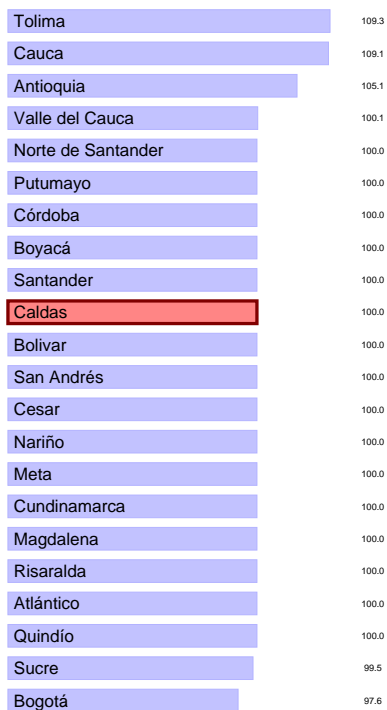 Tolima 109.3
Cauca 109.1
Antioquia 105.1
Valle del Cauca 100.1
Norte de Santander 100.0
Putumayo 100.0
Córdoba 100.0
Boyacá 100.0
Santander 100.0
Caldas 100.0
Bolivar 100.0
San Andrés 100.0
Cesar 100.0
Nariño 100.0
Meta 100.0
Cundinamarca 100.0
Magdalena 100.0
Risaralda 100.0
Atlántico 100.0
Quindío 100.0
Sucre 99.5
Bogotá 97.6